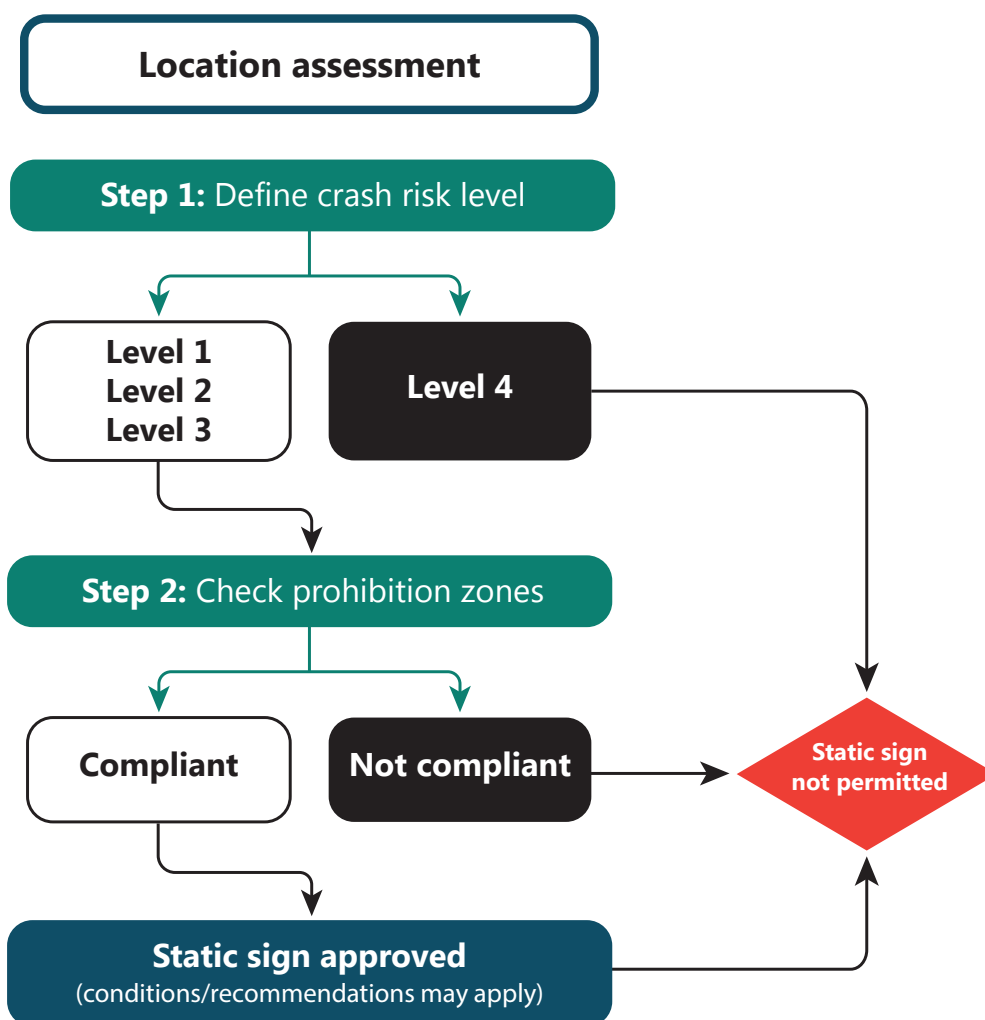 Location assessment
Step 1: Define crash risk level
Level 1
Level 2
Level 3
Level 4
Step 2: Check prohibition zones
Compliant
Not compliant
Static sign
not permitted
Static sign approved
(conditions/recommendations may apply)